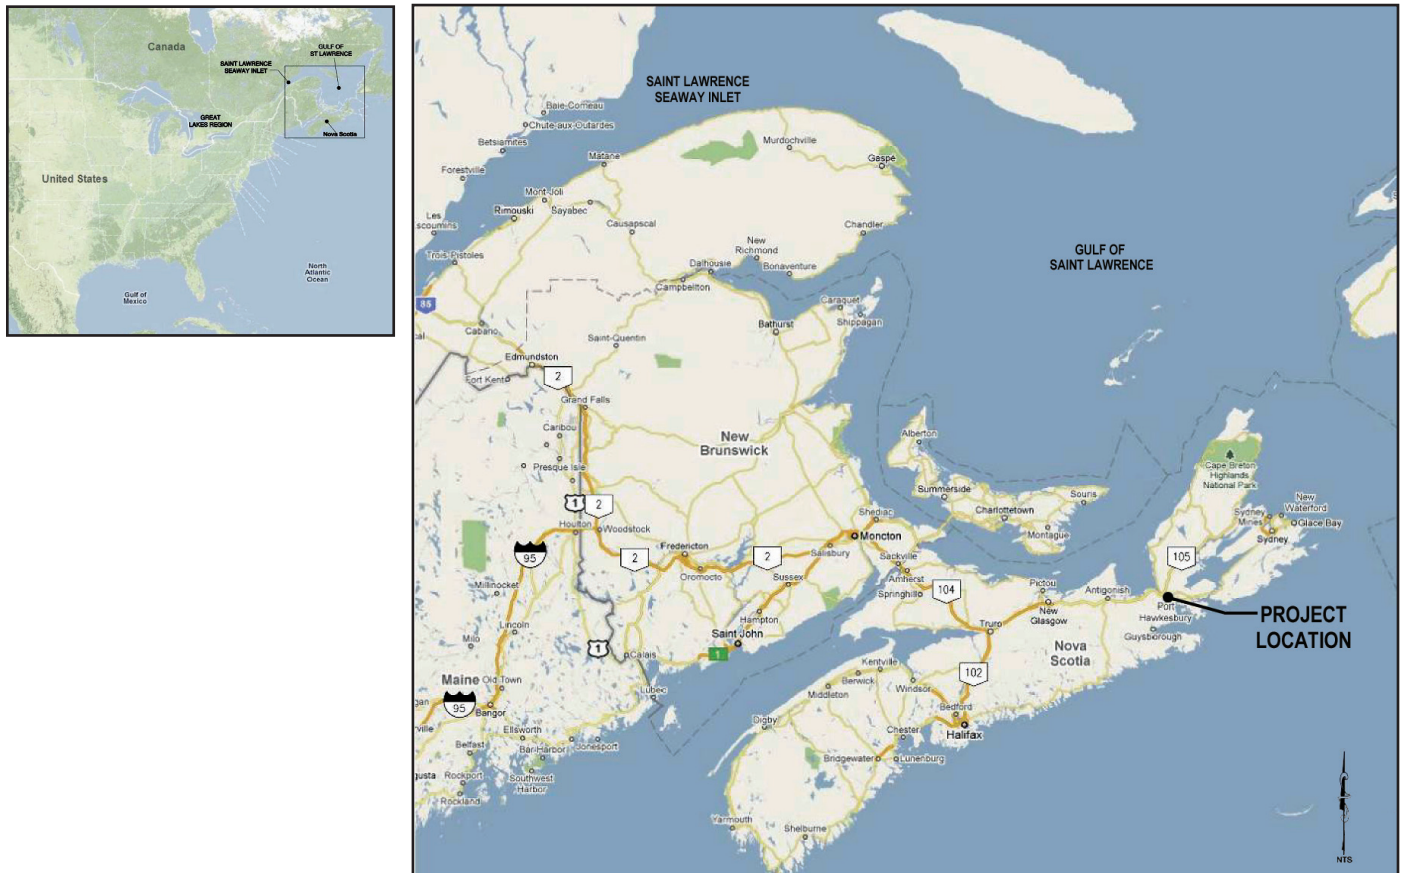 Canada
GULF OF
ST LAWRENCE
SAINT LAWRENCE
SEAWAY INLET
GREAT
LAKES REGION
Nova Scotia
United States
North
Atlantic
Ocean
Gulf of
Mexico
SAINT LAWRENCE
SEAWAY INLET
Baie-Comeau
Chute-aux-Outardes
Betsiamites
Murdochville
Matane
Gaspé
Forestville
Mont-Joli
Rimouski
Sayabec
Les
Causapscal
Chandler
Trois-Pistoles
New
Richmond
GULF OF
SAINT LAWRENCE
Dalhousie
Bonaventure
Campbellton
85
Caraquet
Shippagan
Cabano
Bathurst
Saint-Quentin
Edmundston
Fort Kent
2
Grand Falls
Caribou
New
Brunswick
Alberton
Presque Isle
Cape Breton
Highlands
National Park
Summerside
Souris
1
2
Charlottetown
New
Waterford
Shediac
Sydney
Mines
Glace Bay
Houlton
Woodstock
Moncton
Montague
Sydney
95
2
Fredericton
2
Salisbury
Sackville
105
Oromocto
Sussex
Amherst
Millinocket
Springhill
104
Pictou
Antigonish
New
Glasgow
Port
Hawkesbury
PROJECT
LOCATION
Hampton
Lincoln
Truro
Guysborough
Milo
Saint John
1
1
Calais
Nova
Scotia
Kentville
Maine
Old Town
Berwick
Windsor
102
Lubec
Middleton
95
Bangor
Bedford
Digby
Ellsworth
Chester
Halifax
Belfast
Bar Harbor
Jonesport
Bridgewater
Lunenburg
Rockport
Southwest
Harbor
Rockland
Yarmouth
Shelburne
NTS